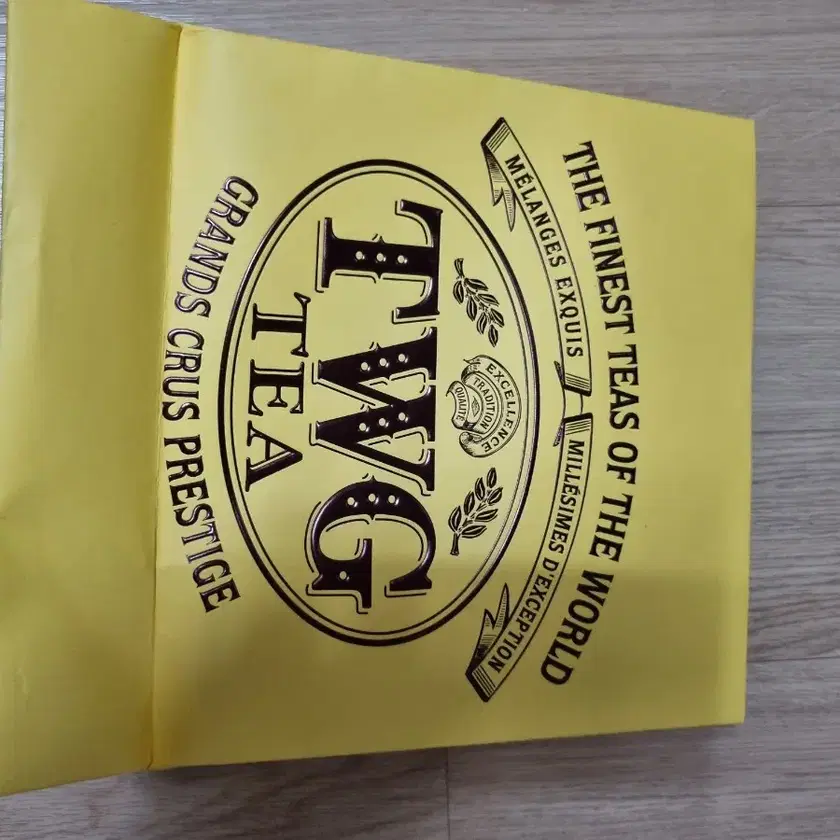 THE FINEST TEAS OF THE WORLD
MÉLANGES EXQUIS
MILLÉSIMES D'EXCEPTION
EXCELLENCE
TRADITION
QUALITÉ
TWG
TEA
GRANDS CRUS PRESTIGE